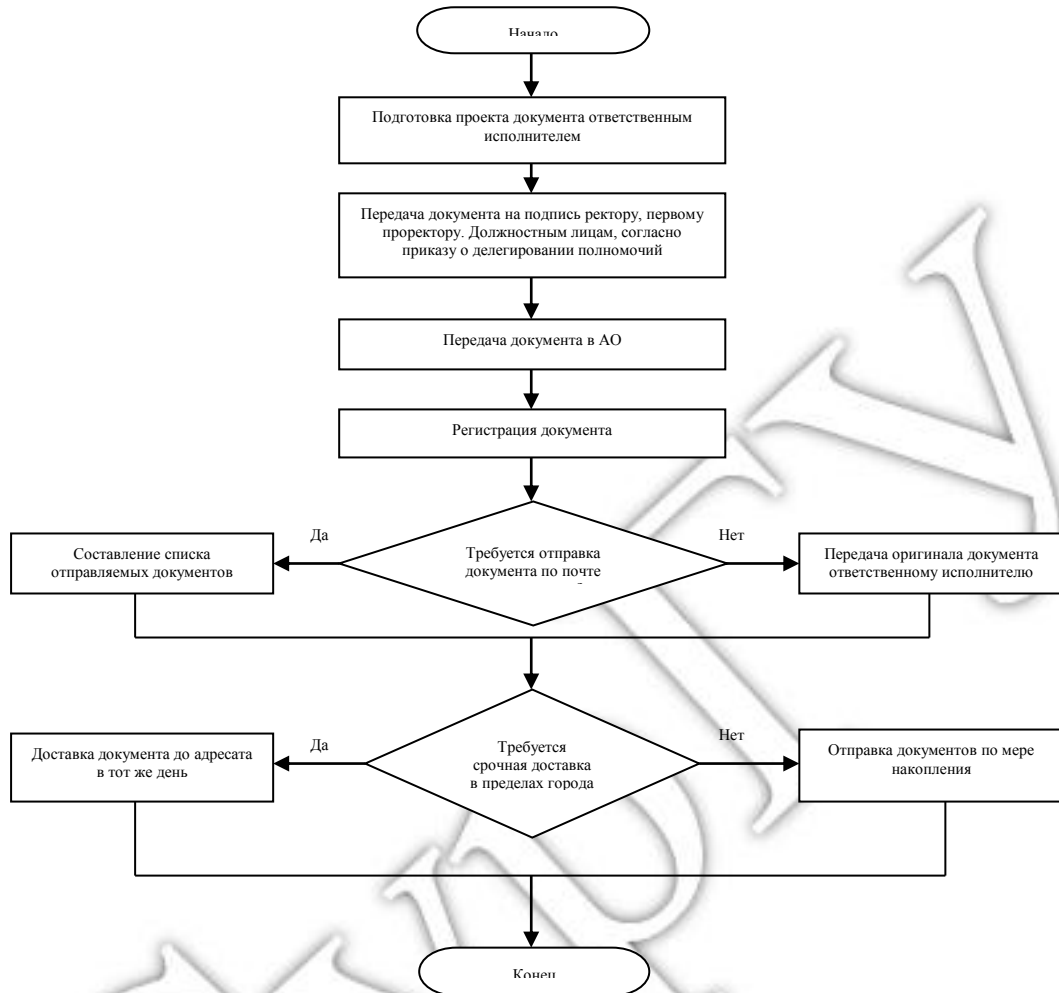 Начало
Подготовка проекта документа ответственным
исполнителем
Передача документа на подпись ректору, первому
проректору. Должностным лицам, согласно
приказу о делегировании полномочий
Передача документа в АО
Регистрация документа
Да
Нет
Составление списка
отправляемых документов
Требуется отправка
документа по почте
Передача оригинала документа
ответственному исполнителю
Да
Нет
Доставка документа до адресата
в тот же день
Требуется
срочная доставка
в пределах города
Отправка документов по мере
накопления
Конец